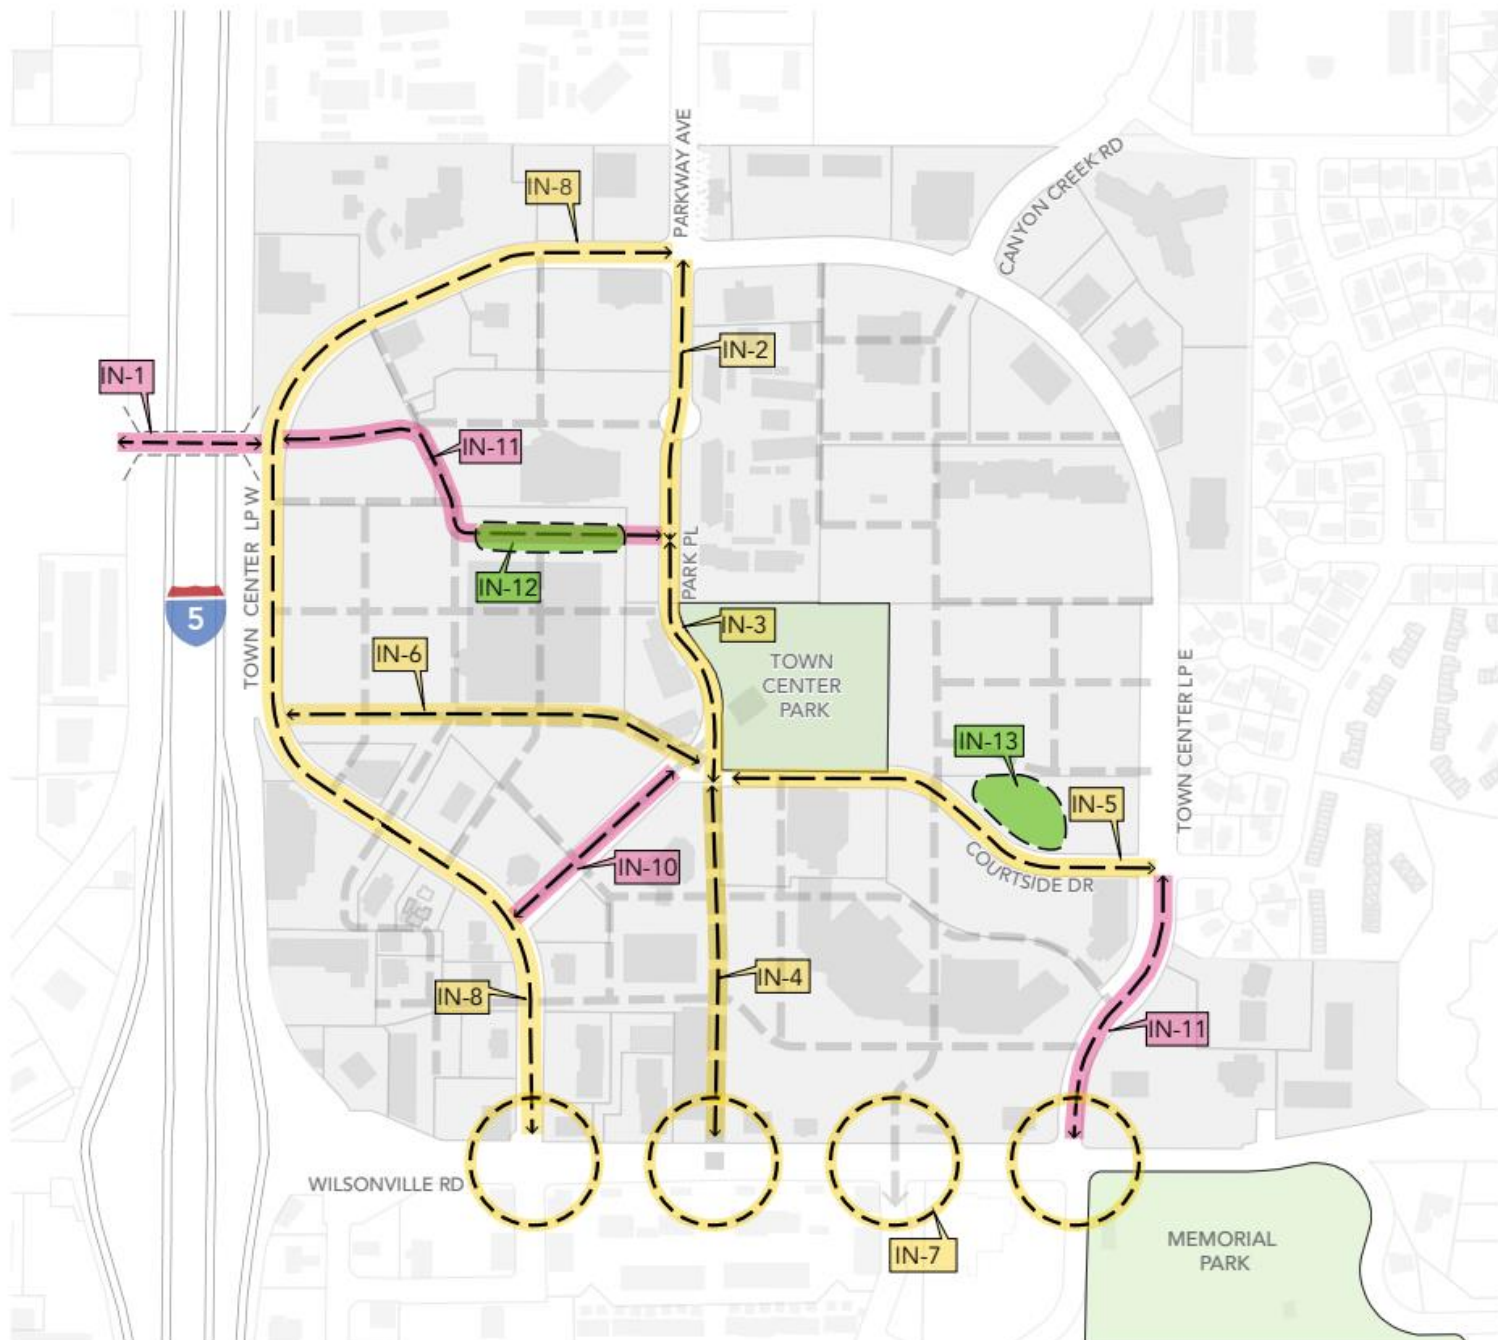 PARKWAY AVE
IN-8
CANYON CREEK RD
IN-2
IN-1
IN-11
TOWN CENTER LP W
PARK PL
IN-12
5
IN-3
IN-6
TOWN
CENTER
PARK
TOWN CENTER LP E
IN-13
IN-5
COURTSIDE DR
IN-10
IN-4
IN-8
IN-11
WILSONVILLE RD
IN-7
MEMORIAL
PARK